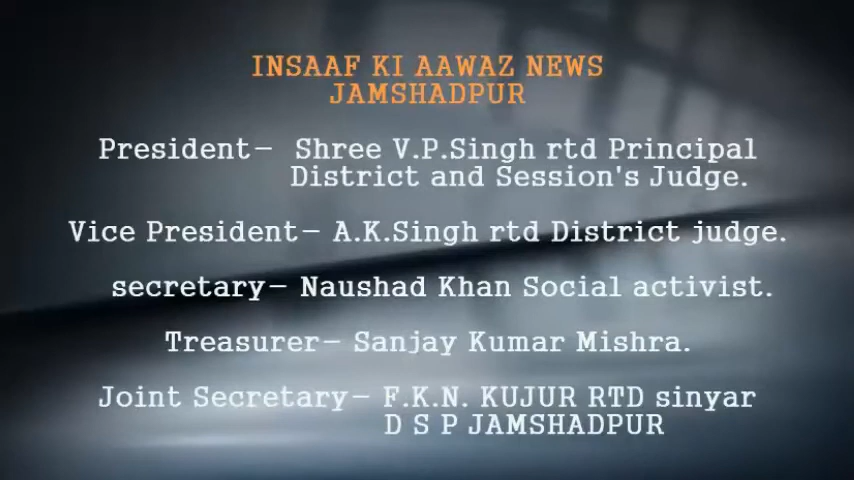 INSAAF KI AAWAZ NEWS
JAMSHADPUR
President- Shree V.P.Singh rtd Principal
District and Session's Judge.
Vice President- A.K.Singh rtd District judge.
secretary- Naushad Khan Social activist.
Treasurer- Sanjay Kumar Mishra.
Joint Secretary- F.K.N. KUJUR RTD sinyar
D S P JAMSHADPUR